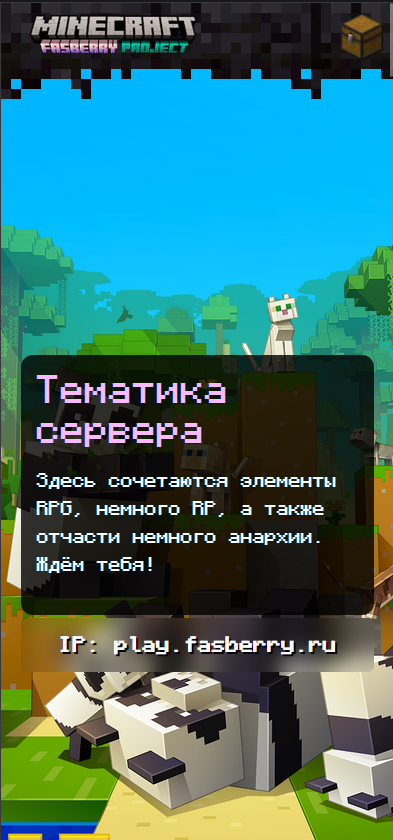 MINECRAFT
FASBERRY PROJECT
Тематика
сервера
Здесь сочетаются элементы
RPG, немного RP, а также
отчасти немного анархии.
Ждём тебя!
IP: play.fasberry.ru